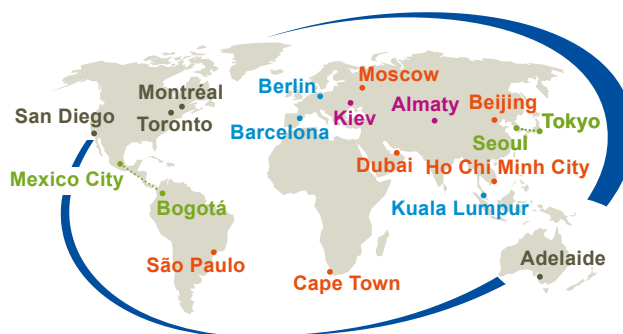 Moscow
Berlin
Montréal
Almaty
Beijing
San Diego
Kiev
Tokyo
Toronto
Barcelona
Seoul
Dubai
Ho Chi Minh City
Mexico City
Bogotá
Kuala Lumpur
Adelaide
São Paulo
Cape Town